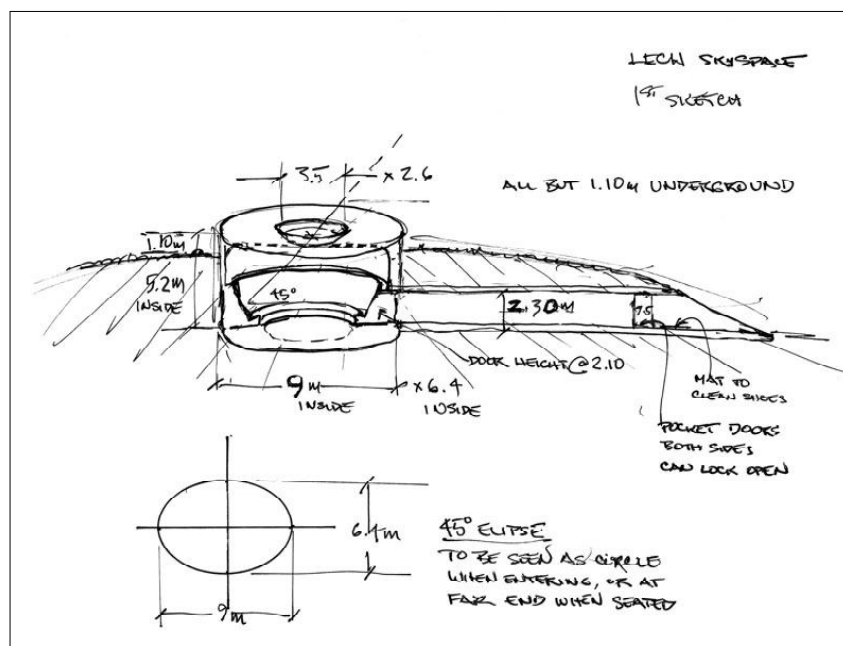 LECH SKYSPACE
1ST SKETCH
3.5 × 2.6
ALL BUT 1.10m UNDERGROUND
1.10m
5.2m
INSIDE
45°
2.30m
DOOR HEIGHT @ 2.10
9m
INSIDE
× 6.4
INSIDE
MAT TO
CLEAN SHOES
POCKET DOORS
BOTH SIDES
CAN LOCK OPEN
6.4m
9m
45° ELIPSE
TO BE SEEN AS CIRCLE
WHEN ENTERING, OR AT
FAR END WHEN SEATED